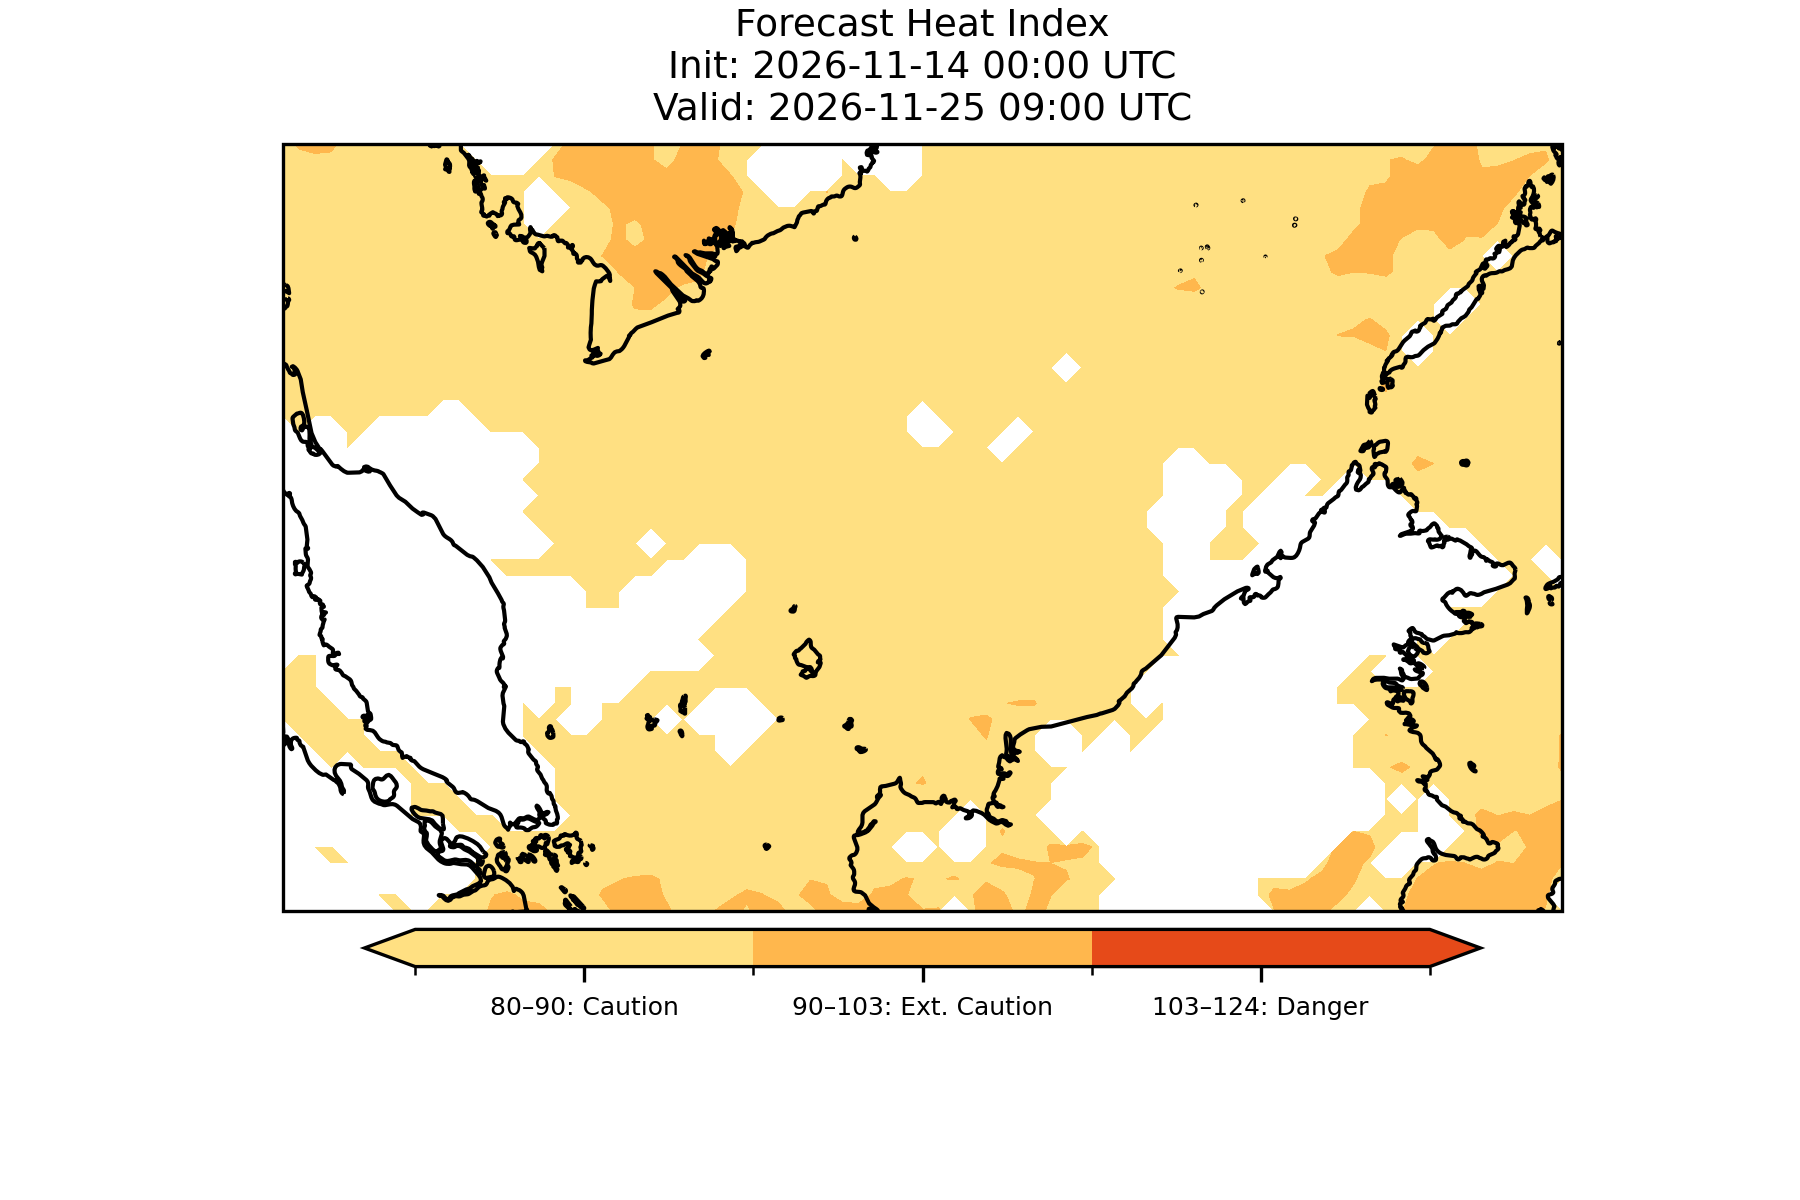 Forecast Heat Index
Init: 2026-11-14 00:00 UTC
Valid: 2026-11-25 09:00 UTC
80–90: Caution
90–103: Ext. Caution
103–124: Danger